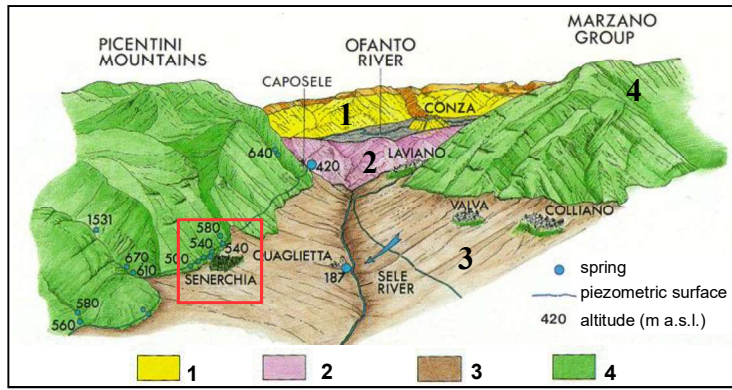 PICENTINI
MOUNTAINS
OFANTO
RIVER
MARZANO
GROUP
CAPOSELE
1
CONZA
4
640
420
2
LAVIANO
1531
580
540
540
500
670
610
SENERCHIA
QUAGLIETTA
187
SELE
RIVER
VALVA
COLLIANO
3
580
560
spring
piezometric surface
420 altitude (m a.s.l.)
1 2 3 4